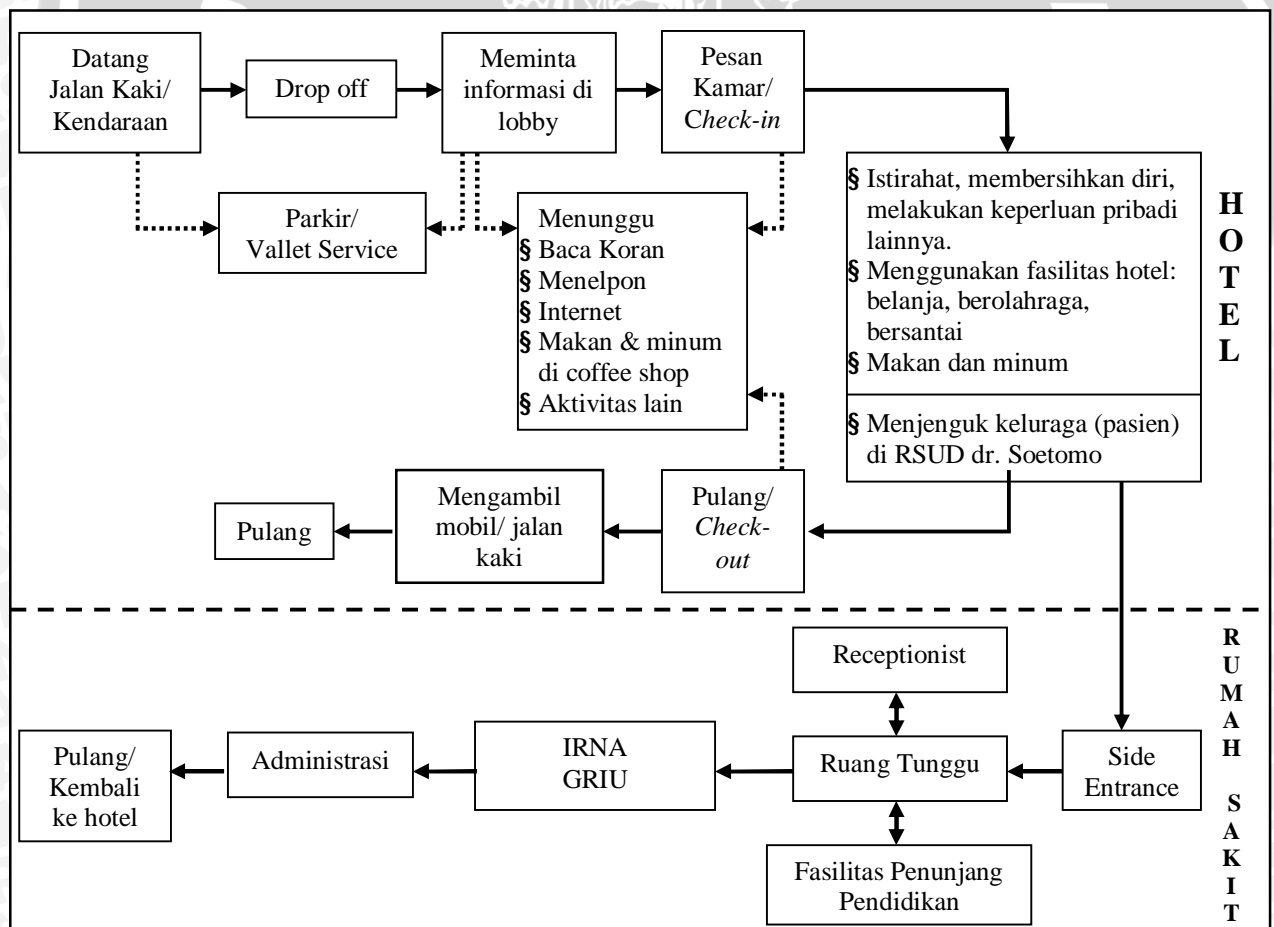 Datang
Jalan Kaki/
Kendaraan
Drop off
Meminta
informasi di
lobby
Pesan
Kamar/
Check-in
Parkir/
Vallet Service
Menunggu
§ Baca Koran
§ Menelpon
§ Internet
§ Makan & minum
di coffee shop
§ Aktivitas lain
§ Istirahat, membersihkan diri,
melakukan keperluan pribadi
lainnya.
§ Menggunakan fasilitas hotel:
belanja, berolahraga,
bersantai
§ Makan dan minum
§ Menjenguk keluraga (pasien)
di RSUD dr. Soetomo
HOTEL
Pulang
Mengambil
mobil/ jalan
kaki
Pulang/
Check-
out
Receptionist
Pulang/
Kembali
ke hotel
Administrasi
IRNA
GRIU
Ruang Tunggu
Side
Entrance
Fasilitas Penunjang
Pendidikan
RUMAH SAKIT